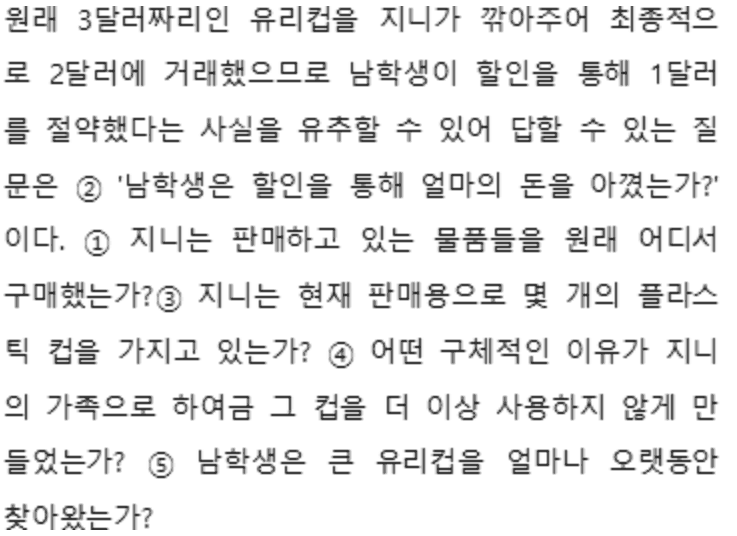 원래 3달러짜리인 유리컵을 지니가 깎아주어 최종적으
로 2달러에 거래했으므로 남학생이 할인을 통해 1달러
를 절약했다는 사실을 유추할 수 있어 답할 수 있는 질
문은 ② '남학생은 할인을 통해 얼마의 돈을 아꼈는가?'
이다. ① 지니는 판매하고 있는 물품들을 원래 어디서
구매했는가?③ 지니는 현재 판매용으로 몇 개의 플라스
틱 컵을 가지고 있는가? ④ 어떤 구체적인 이유가 지니
의 가족으로 하여금 그 컵을 더 이상 사용하지 않게 만
들었는가? ⑤ 남학생은 큰 유리컵을 얼마나 오랫동안
찾아왔는가?